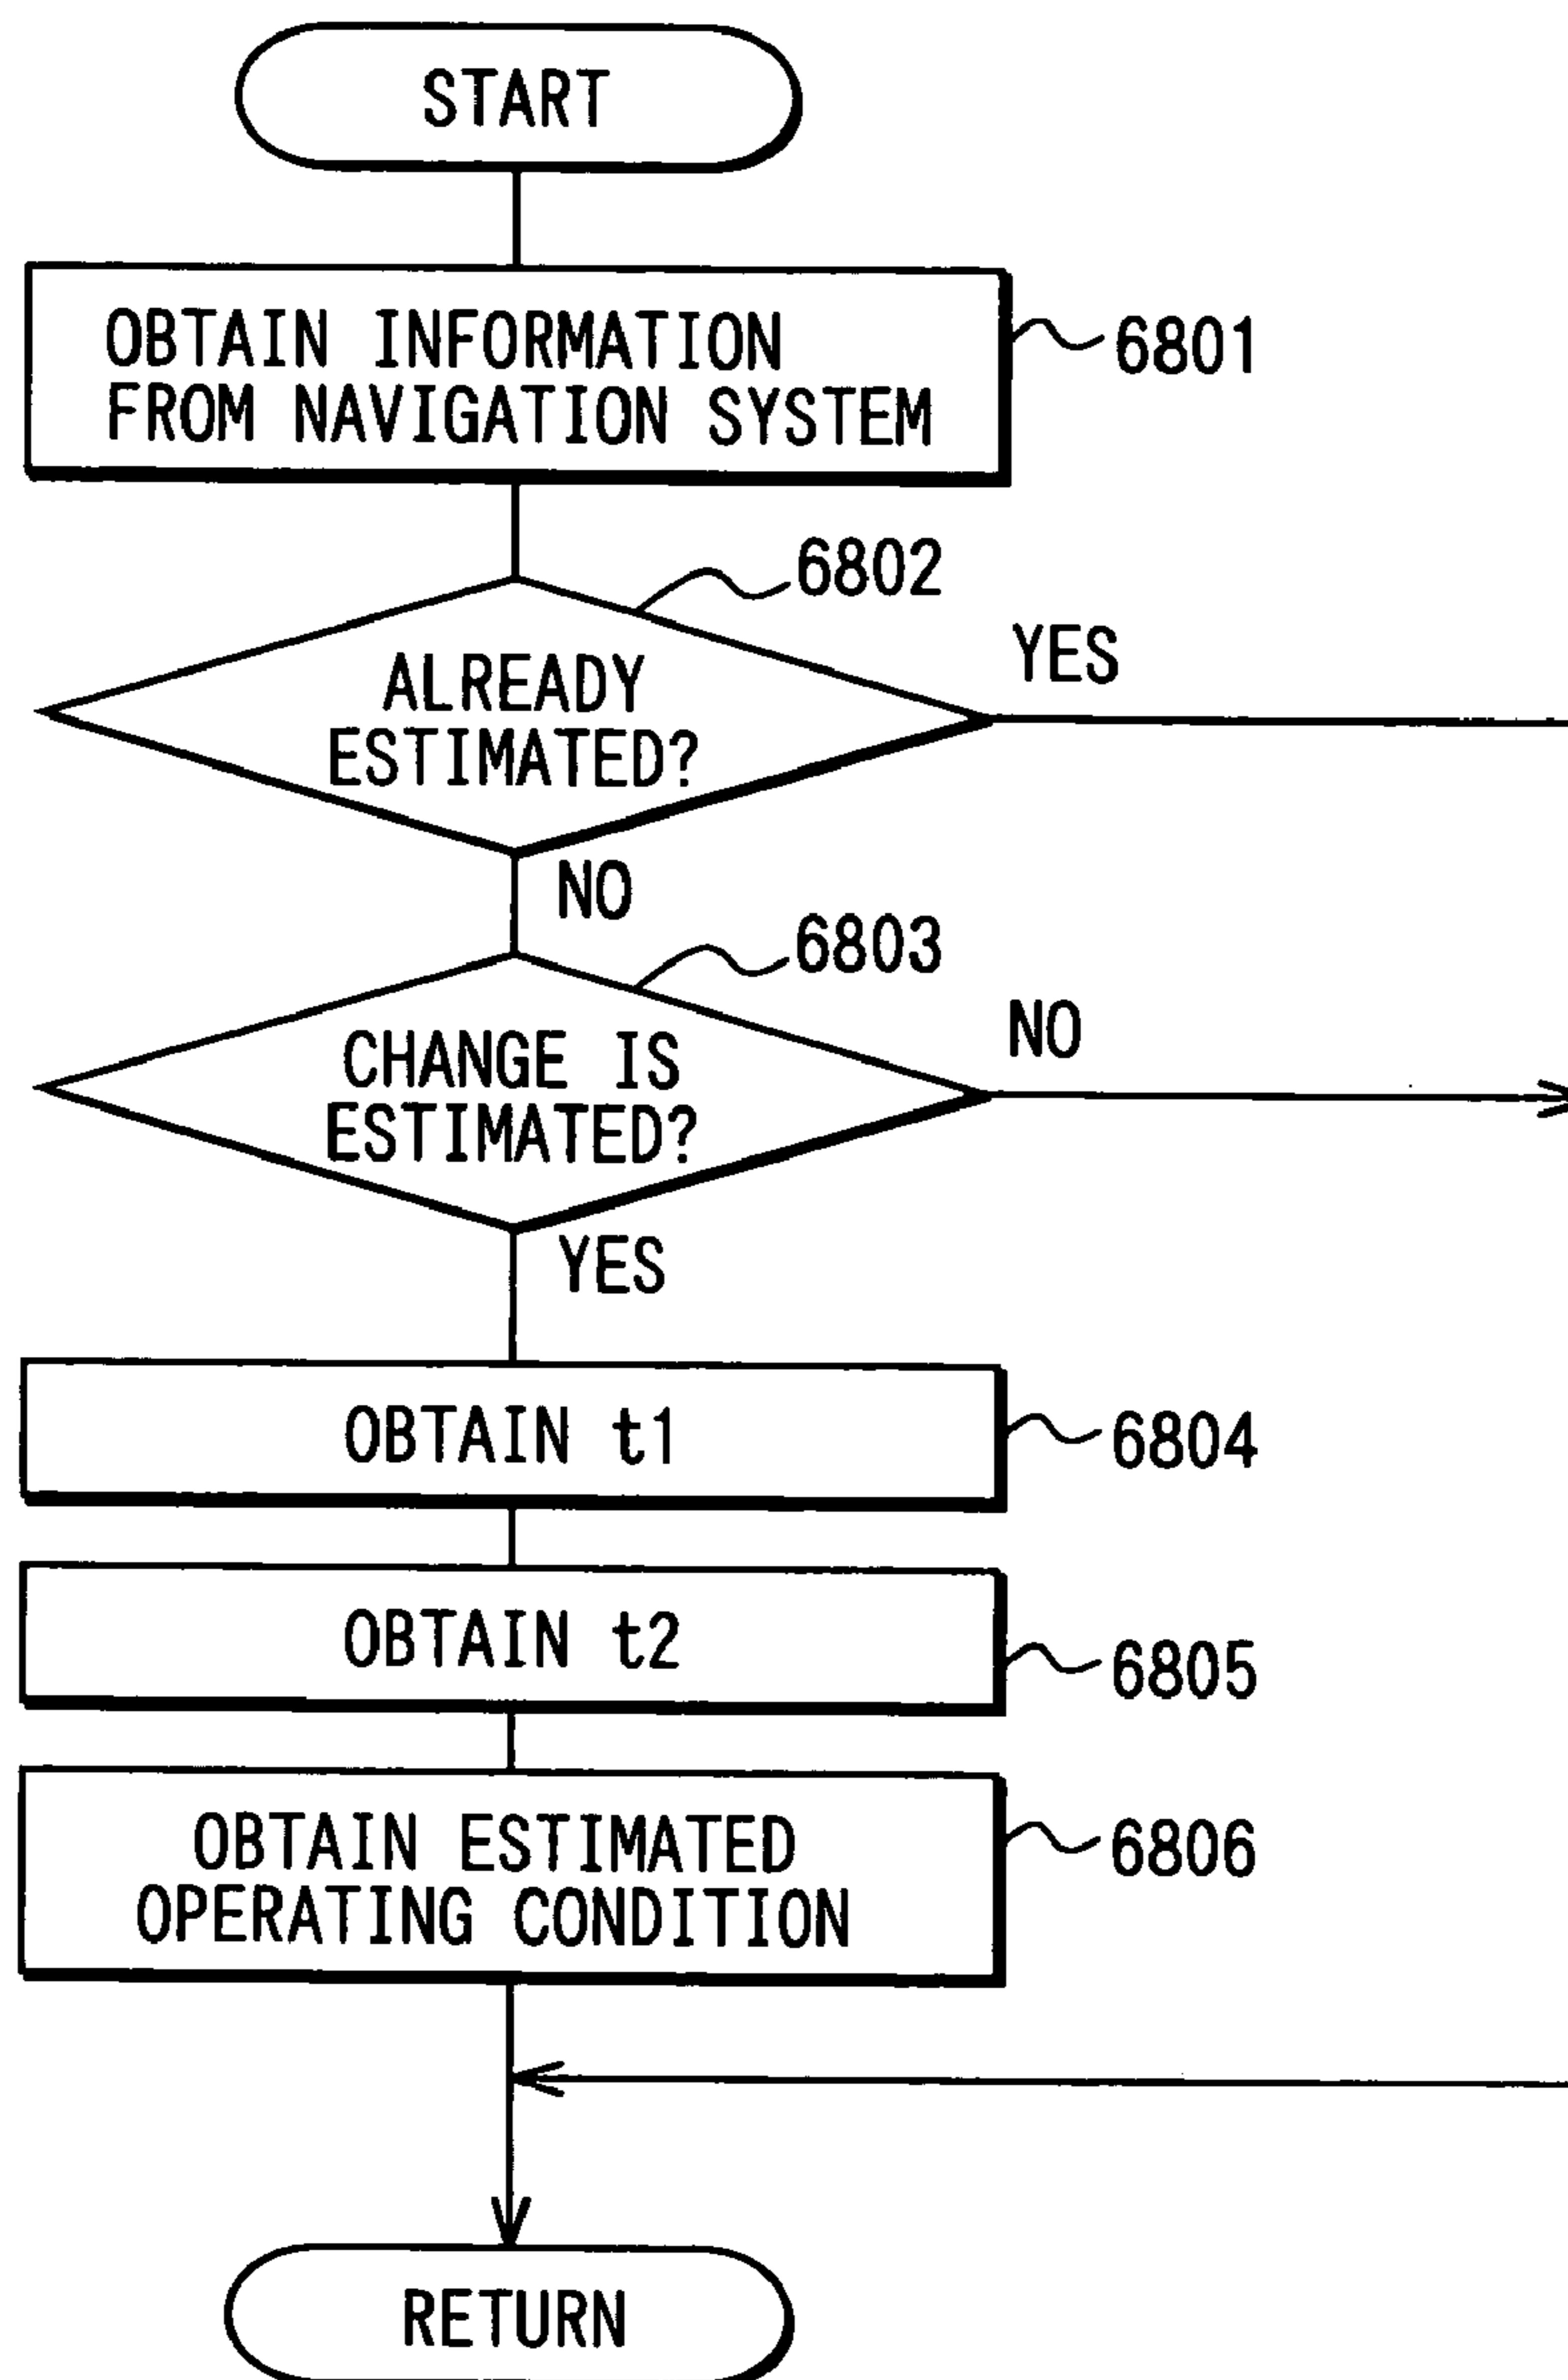 START
OBTAIN INFORMATION
FROM NAVIGATION SYSTEM
6801
6802
ALREADY
ESTIMATED?
YES
NO
6803
CHANGE IS
ESTIMATED?
NO
YES
OBTAIN t1
6804
OBTAIN t2
6805
OBTAIN ESTIMATED
OPERATING CONDITION
6806
RETURN